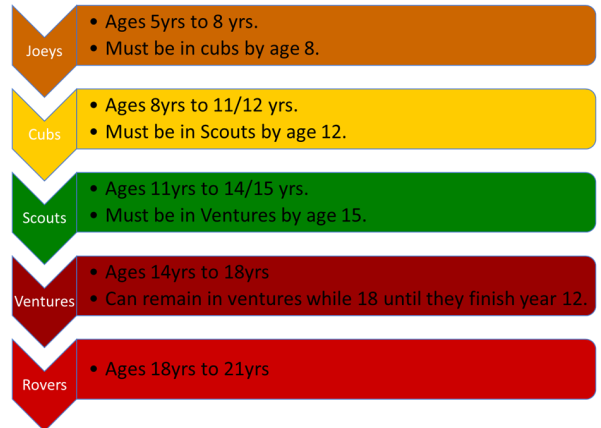 Joeys
• Ages 5yrs to 8 yrs.
• Must be in cubs by age 8.
Cubs
• Ages 8yrs to 11/12 yrs.
• Must be in Scouts by age 12.
Scouts
• Ages 11yrs to 14/15 yrs.
• Must be in Ventures by age 15.
Ventures
• Ages 14yrs to 18yrs
• Can remain in ventures while 18 until they finish year 12.
Rovers
• Ages 18yrs to 21yrs